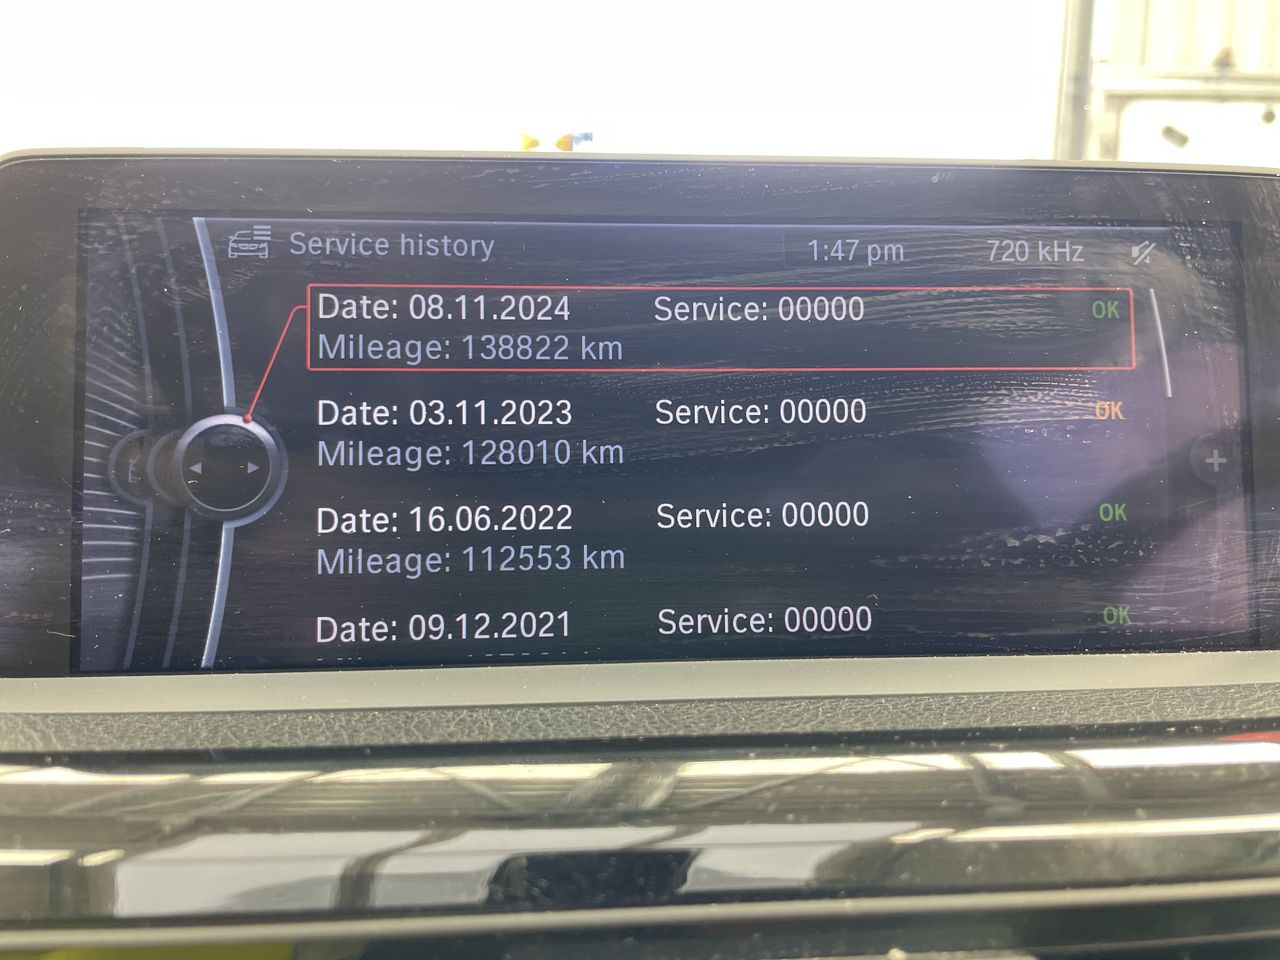 Service history 1:47 pm 720 kHz
Date: 08.11.2024 Service: 00000 OK
Mileage: 138822 km
Date: 03.11.2023 Service: 00000 OK
Mileage: 128010 km
Date: 16.06.2022 Service: 00000 OK
Mileage: 112553 km
Date: 09.12.2021 Service: 00000 OK